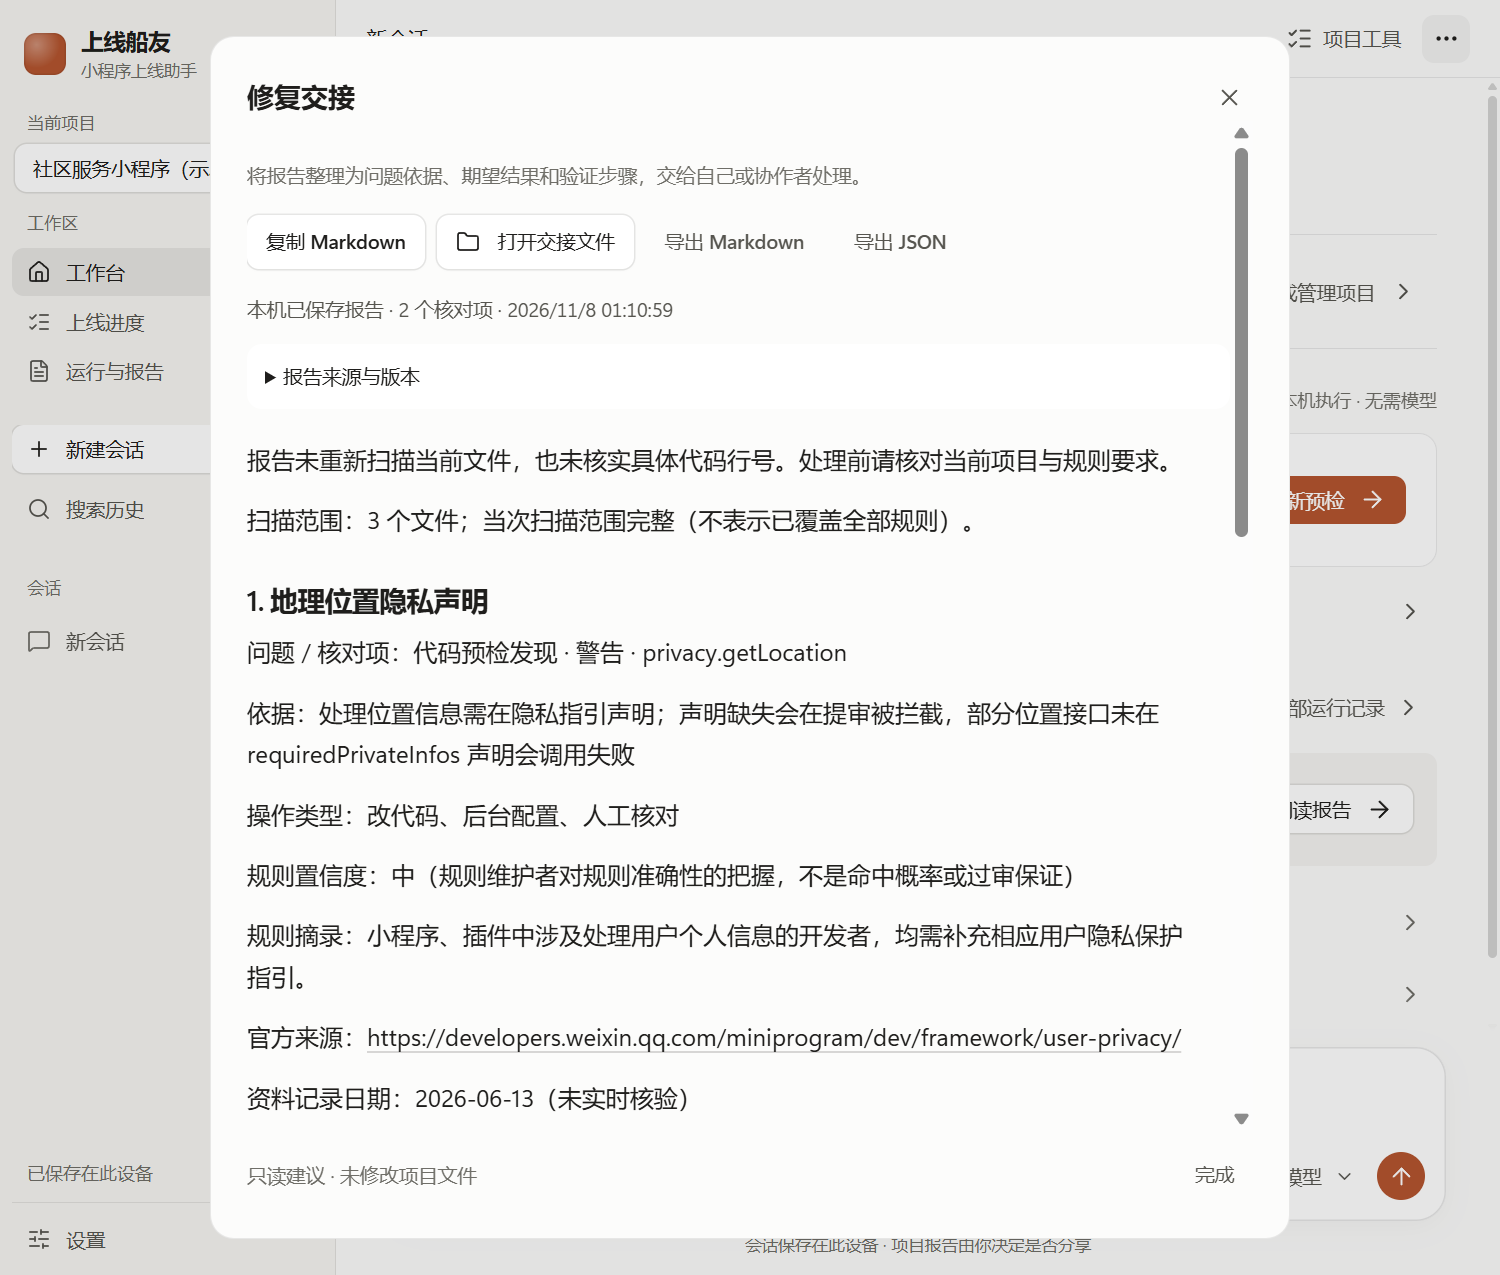 上线船友
小程序上线助手
当前项目
社区服务小程序（示
工作区
工作台
上线进度
运行与报告
新建会话
搜索历史
会话
新会话
已保存在此设备
设置
新会话
项目工具
修复交接
将报告整理为问题依据、期望结果和验证步骤，交给自己或协作者处理。
复制 Markdown
打开交接文件
导出 Markdown
导出 JSON
本机已保存报告 · 2 个核对项 · 2026/11/8 01:10:59
报告来源与版本
报告未重新扫描当前文件，也未核实具体代码行号。处理前请核对当前项目与规则要求。
扫描范围：3 个文件；当次扫描范围完整（不表示已覆盖全部规则）。
1. 地理位置隐私声明
问题 / 核对项：代码预检发现 · 警告 · privacy.getLocation
依据：处理位置信息需在隐私指引声明；声明缺失会在提审被拦截，部分位置接口未在
requiredPrivateInfos 声明会调用失败
操作类型：改代码、后台配置、人工核对
规则置信度：中（规则维护者对规则准确性的把握，不是命中概率或过审保证）
规则摘录：小程序、插件中涉及处理用户个人信息的开发者，均需补充相应用户隐私保护
指引。
官方来源：https://developers.weixin.qq.com/miniprogram/dev/framework/user-privacy/
资料记录日期：2026-06-13（未实时核验）
只读建议 · 未修改项目文件
完成
管理项目
本机执行 · 无需模型
新预检
部运行记录
读报告
模型
会话保存在此设备 · 项目报告由你决定是否分享